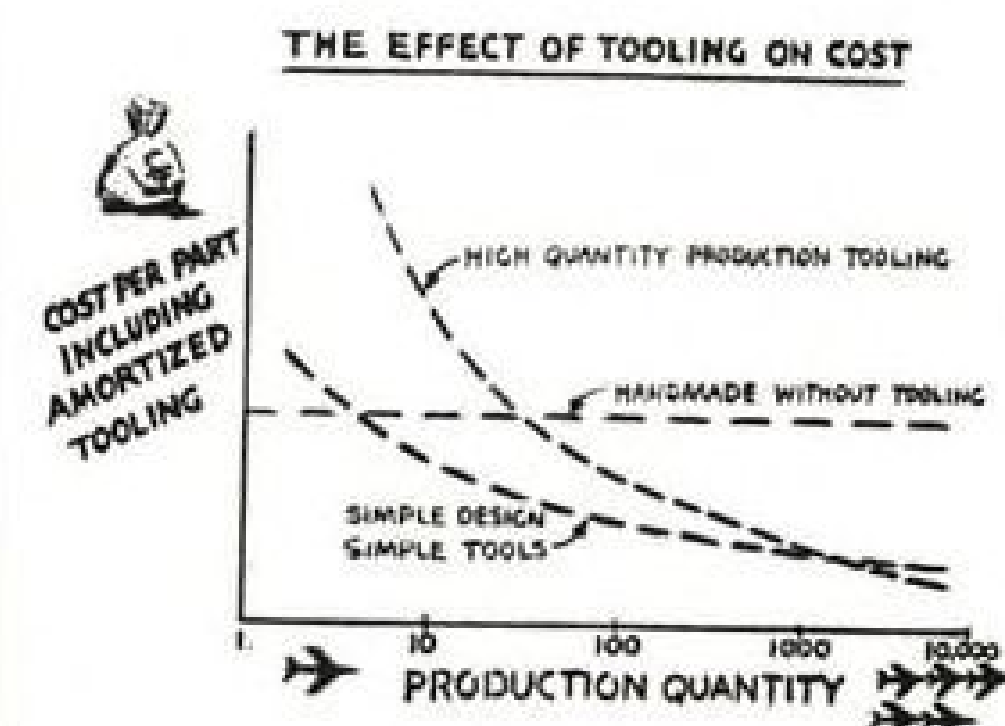 THE EFFECT OF TOOLING ON COST
COST PER PART
INCLUDING
AMORTIZED
TOOLING
HIGH QUANTITY PRODUCTION TOOLING
HANDMADE WITHOUT TOOLING
SIMPLE DESIGN
SIMPLE TOOLS
1. 10 100 1000 10,000
PRODUCTION QUANTITY